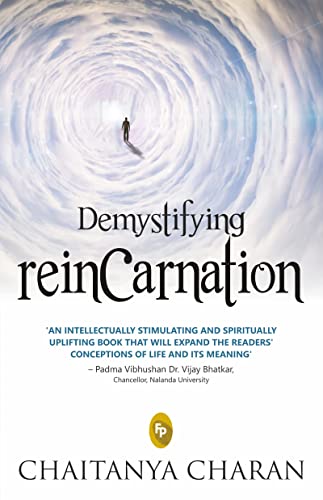 Demystifying
reinCarnation
'AN INTELLECTUALLY STIMULATING AND SPIRITUALLY
UPLIFTING BOOK THAT WILL EXPAND THE READERS'
CONCEPTIONS OF LIFE AND ITS MEANING'
– Padma Vibhushan Dr. Vijay Bhatkar,
Chancellor, Nalanda University
FP
CHAITANYA CHARAN